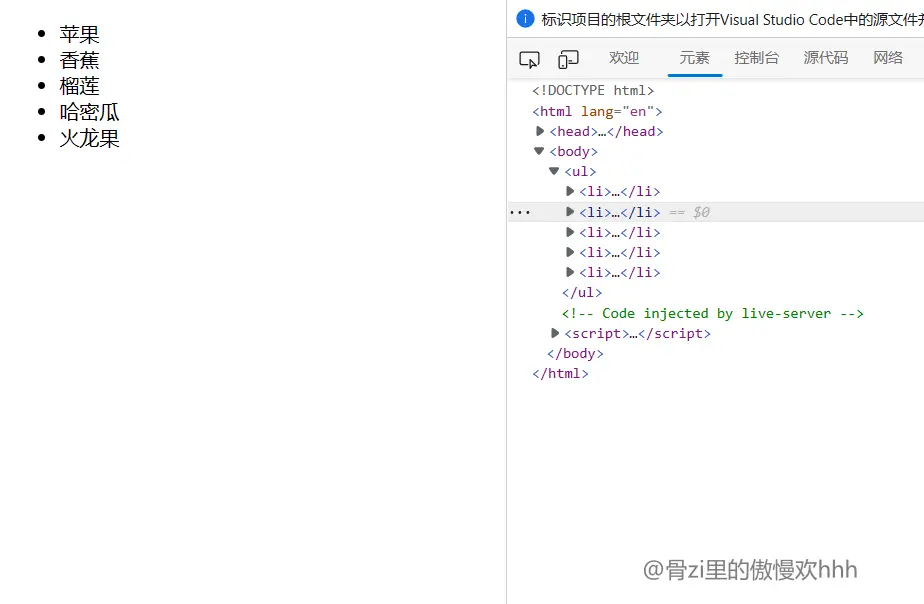 苹果
香蕉
榴莲
哈密瓜
火龙果
标识项目的根文件夹以打开Visual Studio Code中的源文件
欢迎 元素 控制台 源代码 网络
<!DOCTYPE html>
<html lang="en">
<head>…</head>
<body>
<ul>
<li>…</li>
<li>…</li> == $0
<li>…</li>
<li>…</li>
<li>…</li>
</ul>
<!-- Code injected by live-server -->
<script>…</script>
</body>
</html>
@骨zi里的傲慢欢hhh